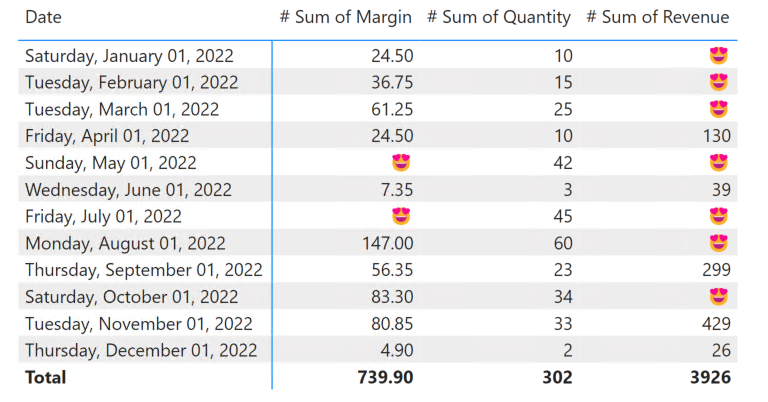 Date # Sum of Margin # Sum of Quantity # Sum of Revenue
Saturday, January 01, 2022 24.50 10 😍
Tuesday, February 01, 2022 36.75 15 😍
Tuesday, March 01, 2022 61.25 25 😍
Friday, April 01, 2022 24.50 10 130
Sunday, May 01, 2022 😍 42 😍
Wednesday, June 01, 2022 7.35 3 39
Friday, July 01, 2022 😍 45 😍
Monday, August 01, 2022 147.00 60 😍
Thursday, September 01, 2022 56.35 23 299
Saturday, October 01, 2022 83.30 34 😍
Tuesday, November 01, 2022 80.85 33 429
Thursday, December 01, 2022 4.90 2 26
Total 739.90 302 3926